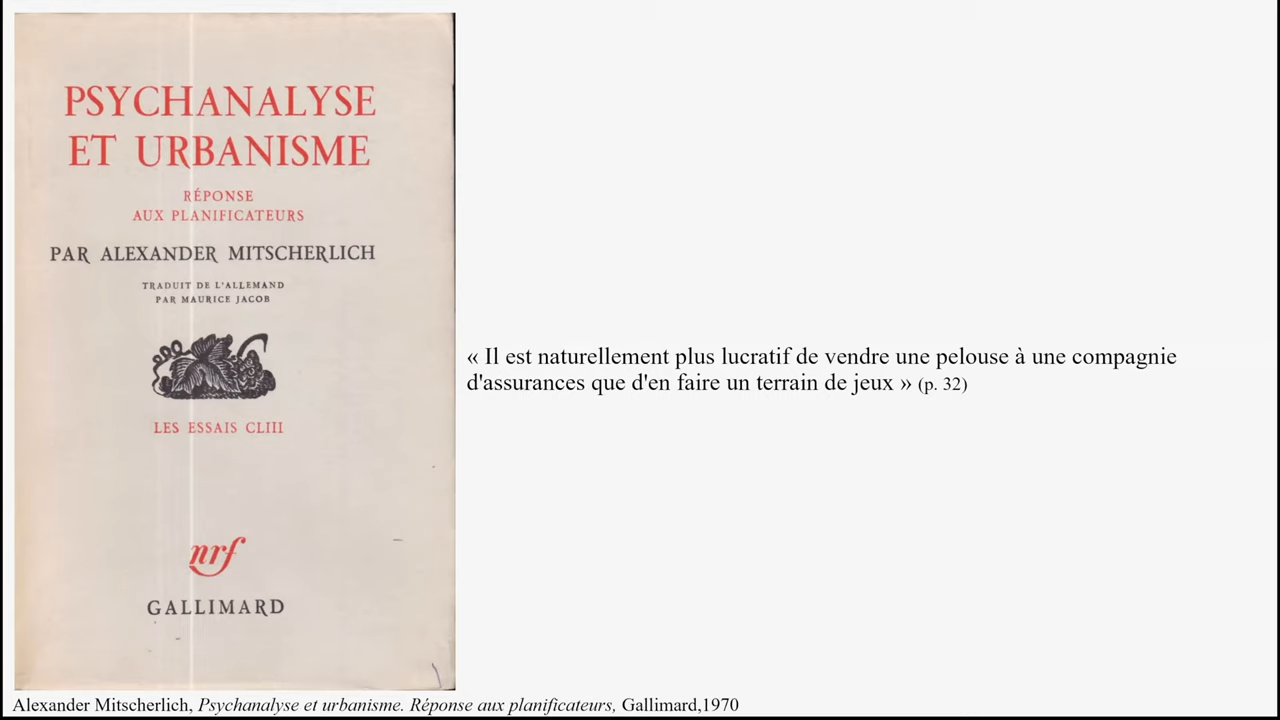 PSYCHANALYSE
ET URBANISME
RÉPONSE
AUX PLANIFICATEURS
PAR ALEXANDER MITSCHERLICH
TRADUIT DE L'ALLEMAND
PAR MAURICE JACOB
LES ESSAIS CLIII
nrf
GALLIMARD
« Il est naturellement plus lucratif de vendre une pelouse à une compagnie
d'assurances que d'en faire un terrain de jeux » (p. 32)
Alexander Mitscherlich, Psychanalyse et urbanisme. Réponse aux planificateurs, Gallimard,1970